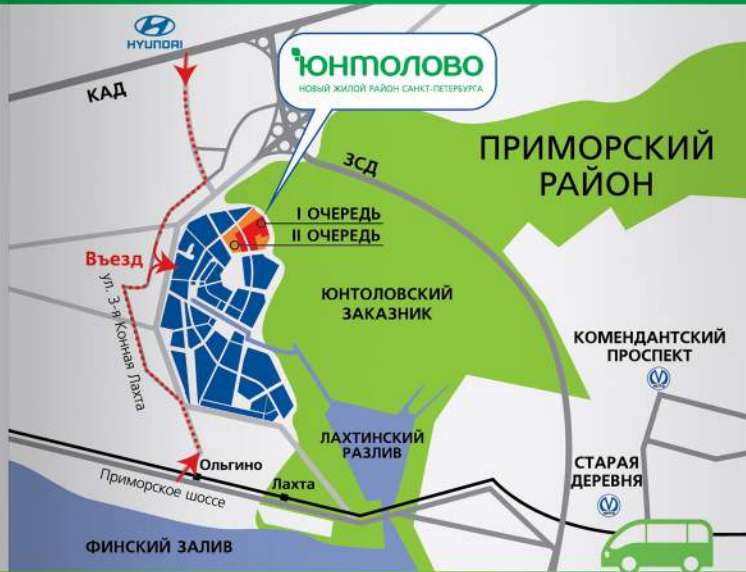 HYUNDAI
КАД
ЮНТОЛОВО
НОВЫЙ ЖИЛОЙ РАЙОН САНКТ-ПЕТЕРБУРГА
ЗСД
ПРИМОРСКИЙ
РАЙОН
I ОЧЕРЕДЬ
II ОЧЕРЕДЬ
Въезд
ул. 3-я Конная Лахта
ЮНТОЛОВСКИЙ
ЗАКАЗНИК
КОМЕНДАНТСКИЙ
ПРОСПЕКТ
ЛАХТИНСКИЙ
РАЗЛИВ
Ольгино
Лахта
Приморское шоссе
СТАРАЯ
ДЕРЕВНЯ
ФИНСКИЙ ЗАЛИВ